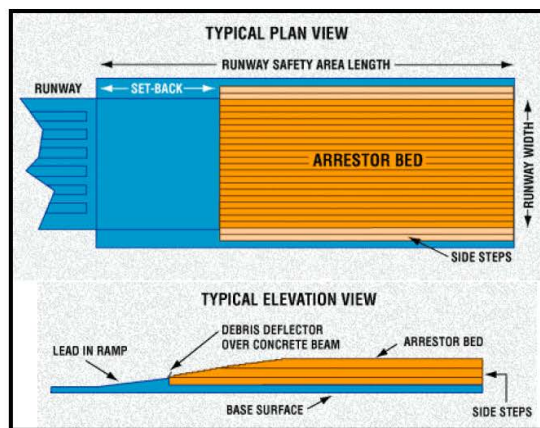 TYPICAL PLAN VIEW
RUNWAY SAFETY AREA LENGTH
RUNWAY
SET-BACK
ARRESTOR BED
RUNWAY WIDTH
SIDE STEPS
TYPICAL ELEVATION VIEW
DEBRIS DEFLECTOR
OVER CONCRETE BEAM
ARRESTOR BED
LEAD IN RAMP
SIDE STEPS
BASE SURFACE